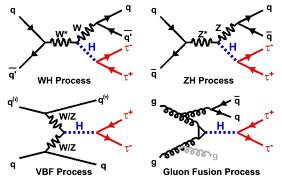 q
W
q
q̅'
W*
H
τ+
τ-
q̅'
WH Process
q
Z
q
q̅
Z*
H
τ+
τ-
q̅
ZH Process
q(')
q(')
W/Z
H
τ+
τ-
W/Z
q
q
VBF Process
g
q̅
q
H
τ+
τ-
g
g
Gluon Fusion Process